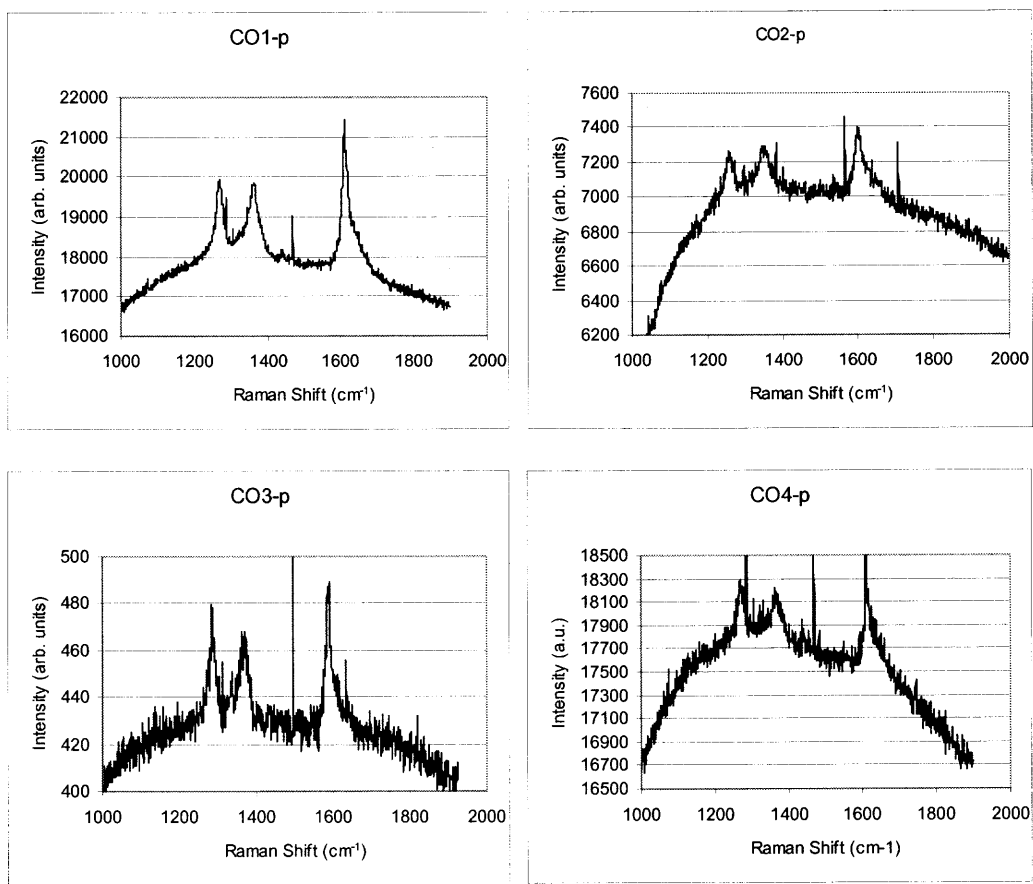 CO1-p
22000
21000
20000
19000
18000
17000
16000
1000 1200 1400 1600 1800 2000
Intensity (arb. units)
Raman Shift (cm-1)
CO2-p
7600
7400
7200
7000
6800
6600
6400
6200
1000 1200 1400 1600 1800 2000
Intensity (arb. units)
Raman Shift (cm-1)
CO3-p
500
480
460
440
420
400
1000 1200 1400 1600 1800 2000
Intensity (arb. units)
Raman Shift (cm-1)
CO4-p
18500
18300
18100
17900
17700
17500
17300
17100
16900
16700
16500
1000 1200 1400 1600 1800 2000
Intensity (a.u.)
Raman Shift (cm-1)